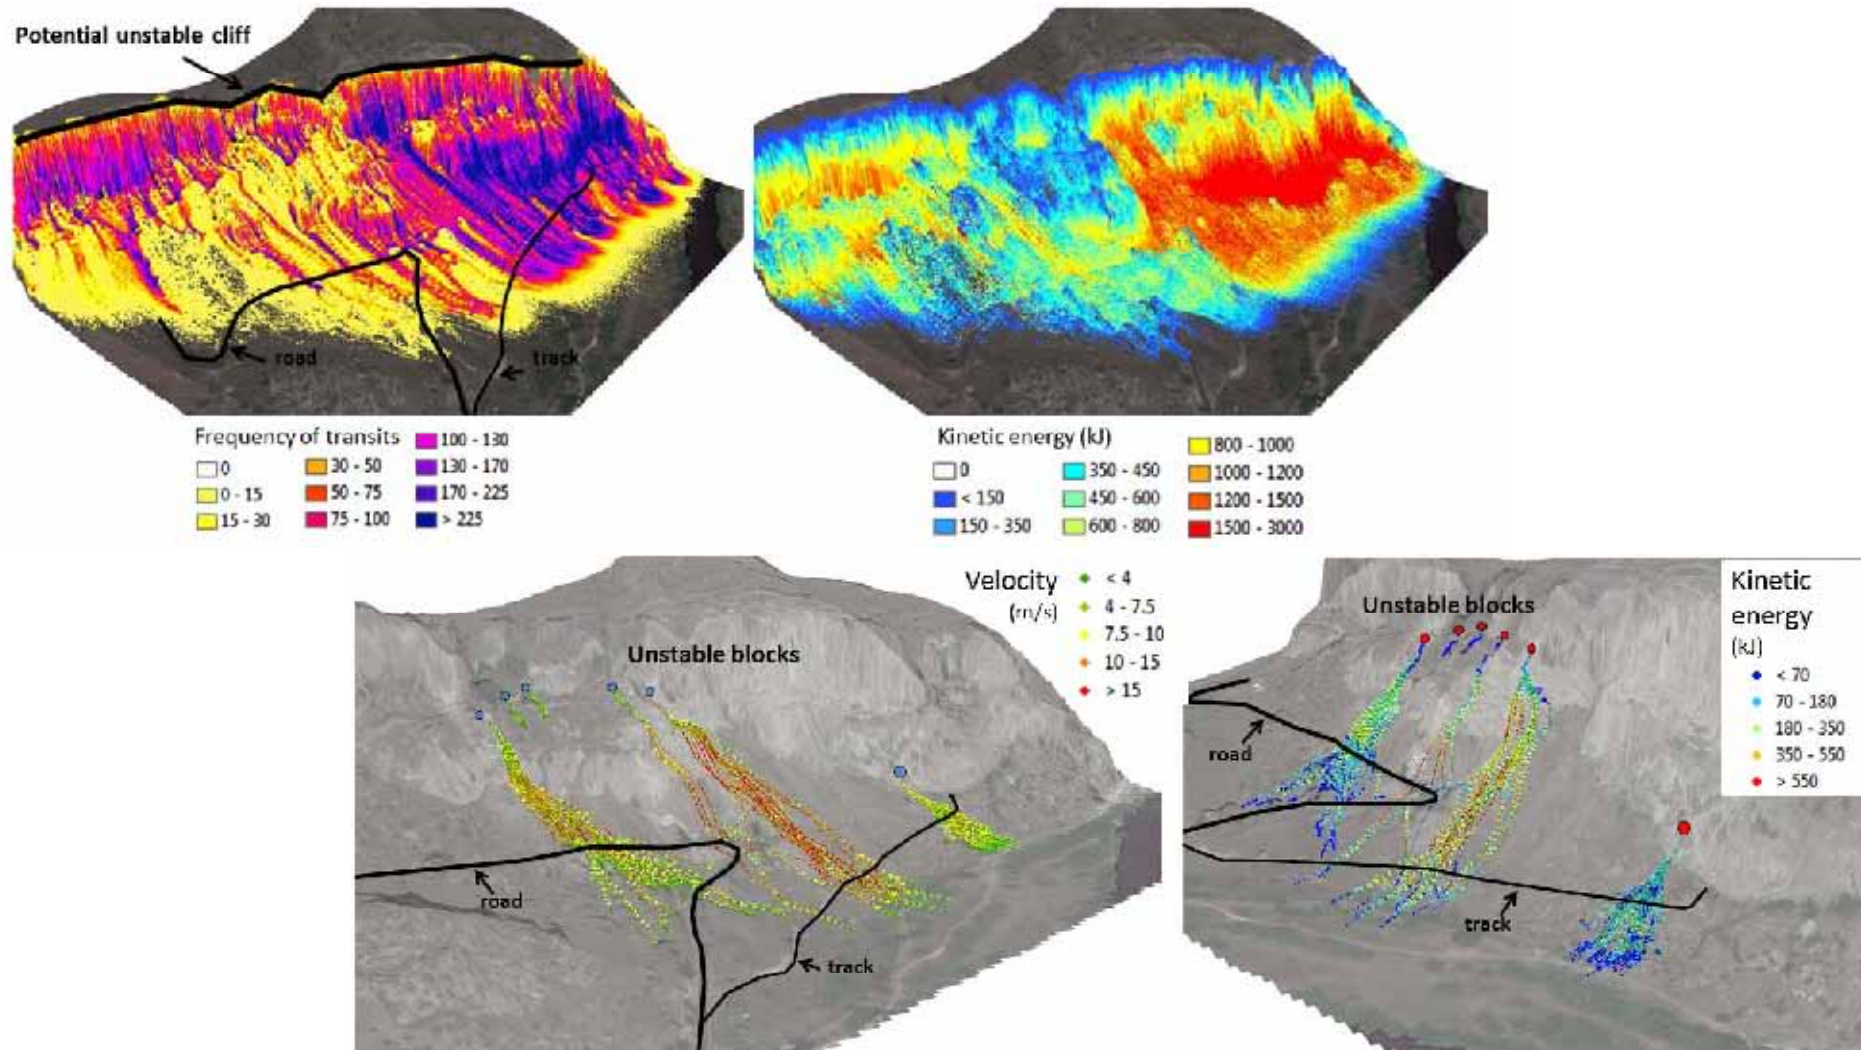 Potential unstable cliff
road
track
Frequency of transits
0
0 - 15
15 - 30
30 - 50
50 - 75
75 - 100
100 - 130
130 - 170
170 - 225
> 225
Kinetic energy (kJ)
0
< 150
150 - 350
350 - 450
450 - 600
600 - 800
800 - 1000
1000 - 1200
1200 - 1500
1500 - 3000
Velocity
(m/s)
< 4
4 - 7.5
7.5 - 10
10 - 15
> 15
Unstable blocks
road
track
Unstable blocks
Kinetic
energy
(kJ)
< 70
70 - 180
180 - 350
350 - 550
> 550
road
track